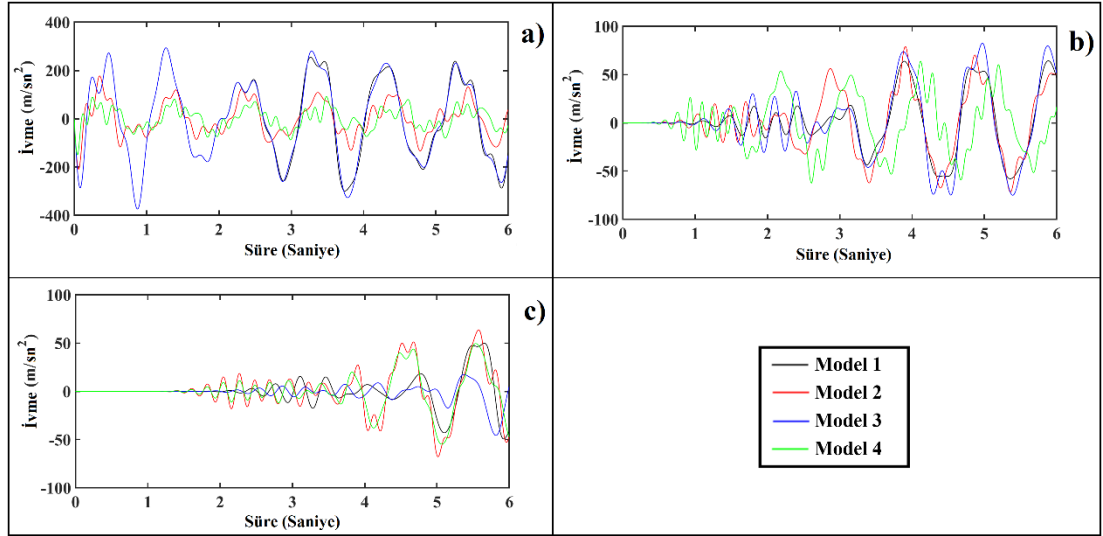 a)
İvme (m/sn²)
400
200
0
-200
-400
0 1 2 3 4 5 6
Süre (Saniye)
b)
İvme (m/sn²)
100
50
0
-50
-100
0 1 2 3 4 5 6
Süre (Saniye)
c)
İvme (m/sn²)
100
50
0
-50
-100
0 1 2 3 4 5 6
Süre (Saniye)
Model 1
Model 2
Model 3
Model 4